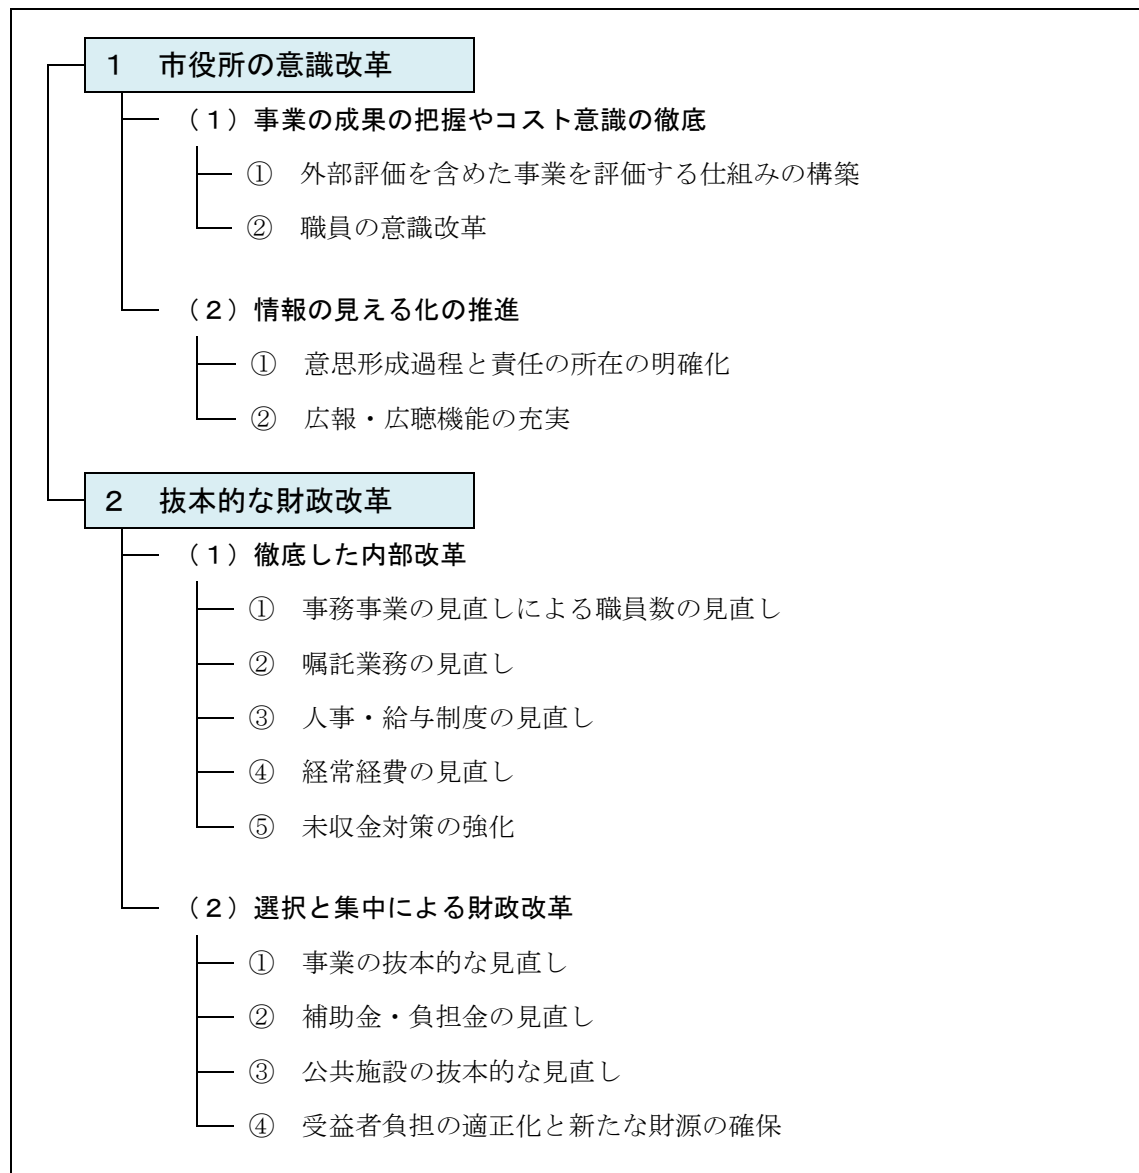 1 市役所の意識改革
（１）事業の成果の把握やコスト意識の徹底
① 外部評価を含めた事業を評価する仕組みの構築
② 職員の意識改革
（２）情報の見える化の推進
① 意思形成過程と責任の所在の明確化
② 広報・広聴機能の充実
2 抜本的な財政改革
（１）徹底した内部改革
① 事務事業の見直しによる職員数の見直し
② 嘱託業務の見直し
③ 人事・給与制度の見直し
④ 経常経費の見直し
⑤ 未収金対策の強化
（２）選択と集中による財政改革
① 事業の抜本的な見直し
② 補助金・負担金の見直し
③ 公共施設の抜本的な見直し
④ 受益者負担の適正化と新たな財源の確保